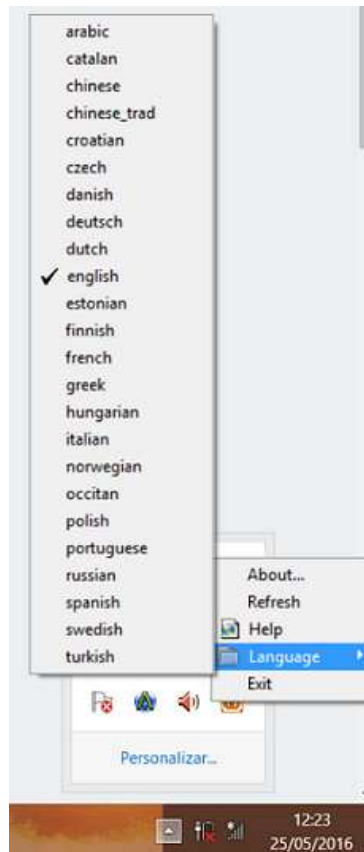 arabic
catalan
chinese
chinese_trad
croatian
czech
danish
deutsch
dutch
english
estonian
finnish
french
greek
hungarian
italian
norwegian
occitan
polish
portuguese
russian
spanish
swedish
turkish
About...
Refresh
Help
Language
Exit
Personalizar...
12:23
25/05/2016